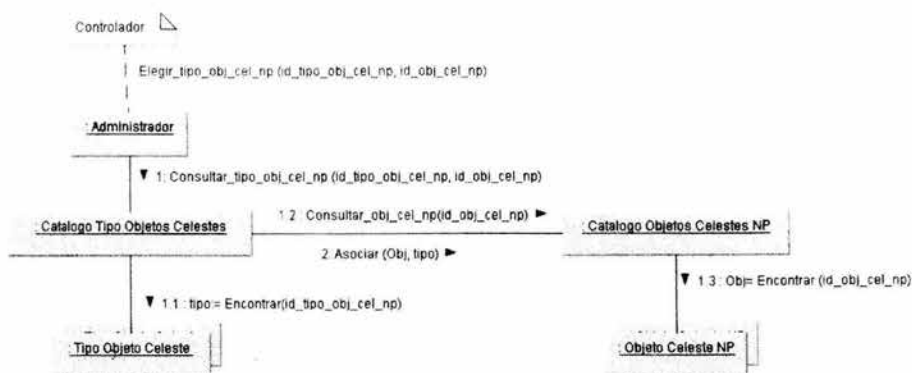 Controlador
Elegir_tipo_obj_cel_np (id_tipo_obj_cel_np, id_obj_cel_np)
: Administrador
1: Consultar_tipo_obj_cel_np (id_tipo_obj_cel_np, id_obj_cel_np)
: Catalogo Tipo Objetos Celestes
1.2 : Consultar_obj_cel_np(id_obj_cel_np)
: Catalogo Objetos Celestes NP
2. Asociar (Obj, tipo)
1.1 : tipo:= Encontrar(id_tipo_obj_cel_np)
1.3 : Obj= Encontrar (id_obj_cel_np)
: Tipo Objeto Celeste
: Objeto Celeste NP